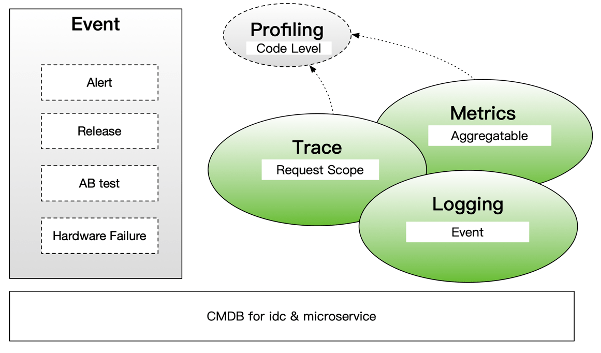 Event
Alert
Release
AB test
Hardware Failure
Profiling
Code Level
Metrics
Aggregatable
Trace
Request Scope
Logging
Event
CMDB for idc & microservice